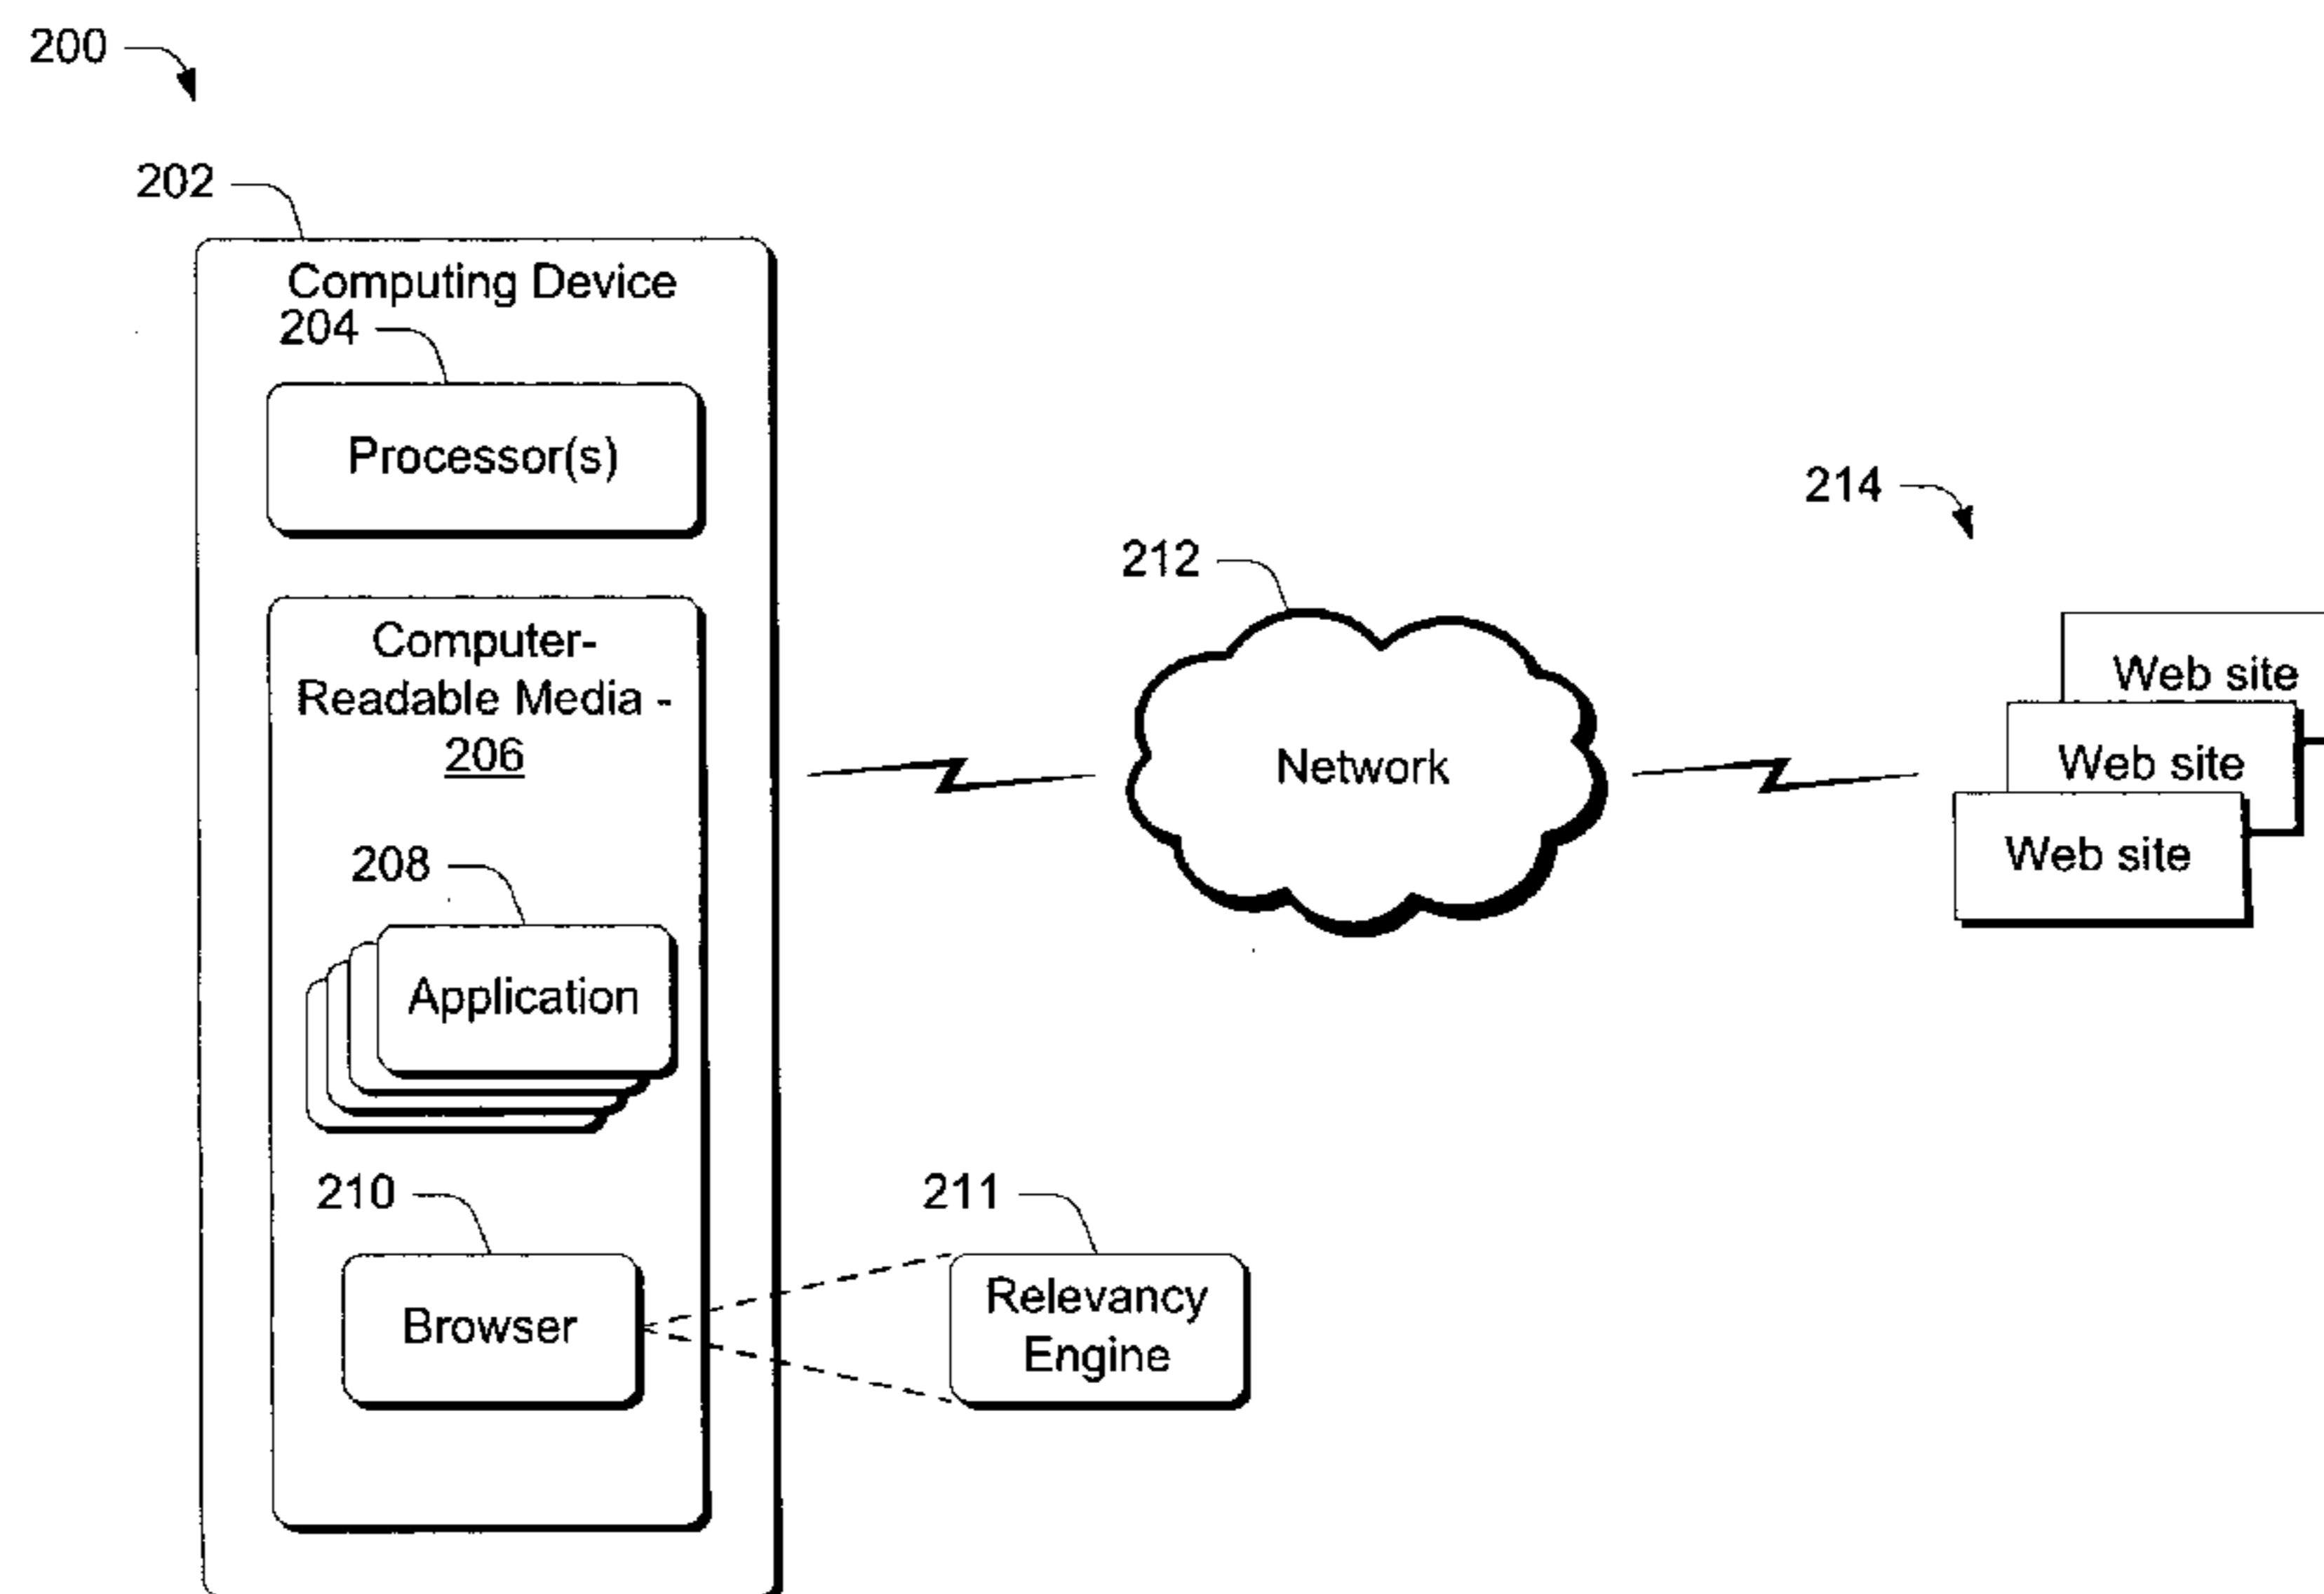 200
202
Computing Device
204
Processor(s)
Computer-
Readable Media -
206
208
Application
210
Browser
211
Relevancy
Engine
212
Network
214
Web site
Web site
Web site